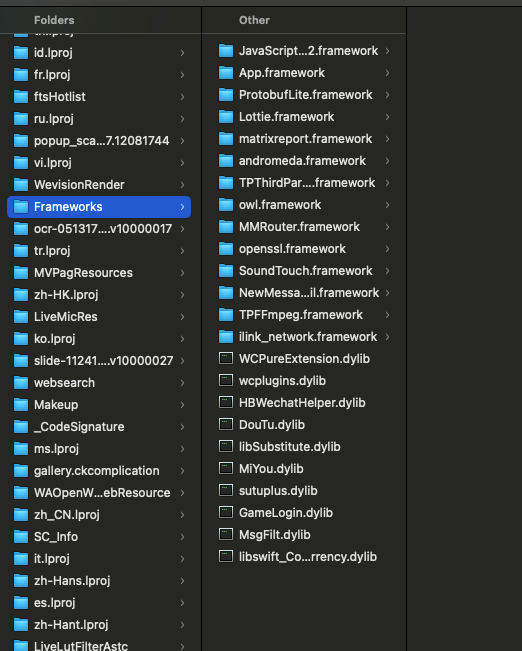 Folders
id.lproj
fr.lproj
ftsHotlist
ru.lproj
popup_sca...7.12081744
vi.lproj
WevisionRender
Frameworks
ocr-051317....v10000017
tr.lproj
MVPagResources
zh-HK.lproj
LiveMicRes
ko.lproj
slide-11241....v10000027
websearch
Makeup
_CodeSignature
ms.lproj
gallery.ckcomplication
WAOpenW...ebResource
zh_CN.lproj
SC_Info
it.lproj
zh-Hans.lproj
es.lproj
zh-Hant.lproj
LiveLutFilterAstc
Other
JavaScript...2.framework
App.framework
ProtobufLite.framework
Lottie.framework
matrixreport.framework
andromeda.framework
TPThirdPar....framework
owl.framework
MMRouter.framework
openssl.framework
SoundTouch.framework
NewMessa...il.framework
TPFFmpeg.framework
ilink_network.framework
WCPureExtension.dylib
wcplugins.dylib
HBWechatHelper.dylib
DouTu.dylib
libSubstitute.dylib
MiYou.dylib
sutuplus.dylib
GameLogin.dylib
MsgFilt.dylib
libswift_Co...rrency.dylib